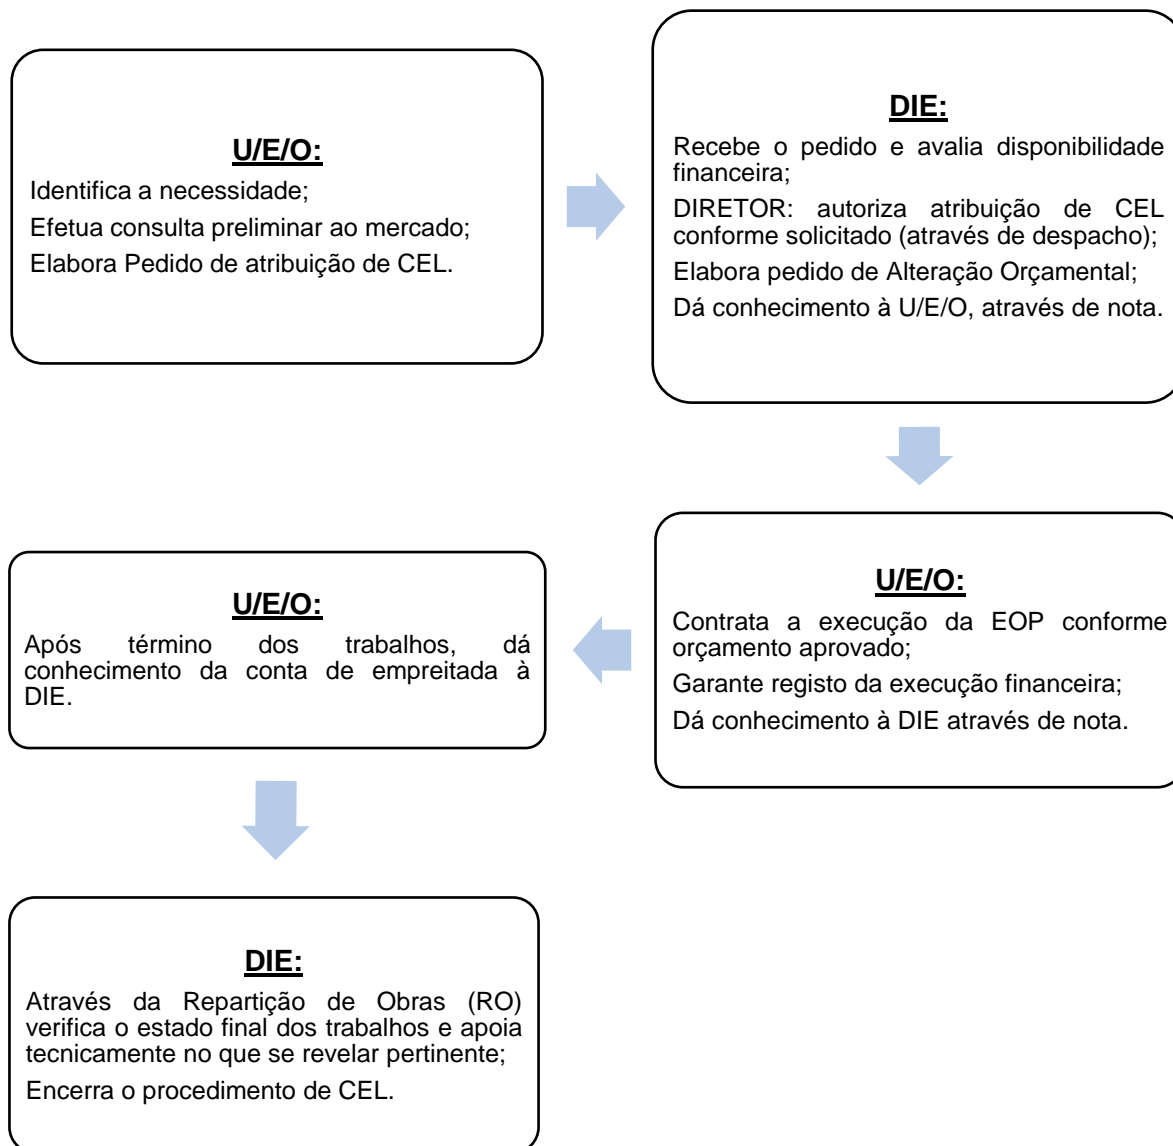 U/E/O:
Identifica a necessidade;
Efetua consulta preliminar ao mercado;
Elabora Pedido de atribuição de CEL.
DIE:
Recebe o pedido e avalia disponibilidade
financeira;
DIRETOR: autoriza atribuição de CEL
conforme solicitado (através de despacho);
Elabora pedido de Alteração Orçamental;
Dá conhecimento à U/E/O, através de nota.
U/E/O:
Contrata a execução da EOP conforme
orçamento aprovado;
Garante registo da execução financeira;
Dá conhecimento à DIE através de nota.
U/E/O:
Após término dos trabalhos, dá
conhecimento da conta de empreitada à
DIE.
DIE:
Através da Repartição de Obras (RO)
verifica o estado final dos trabalhos e apoia
tecnicamente no que se revelar pertinente;
Encerra o procedimento de CEL.